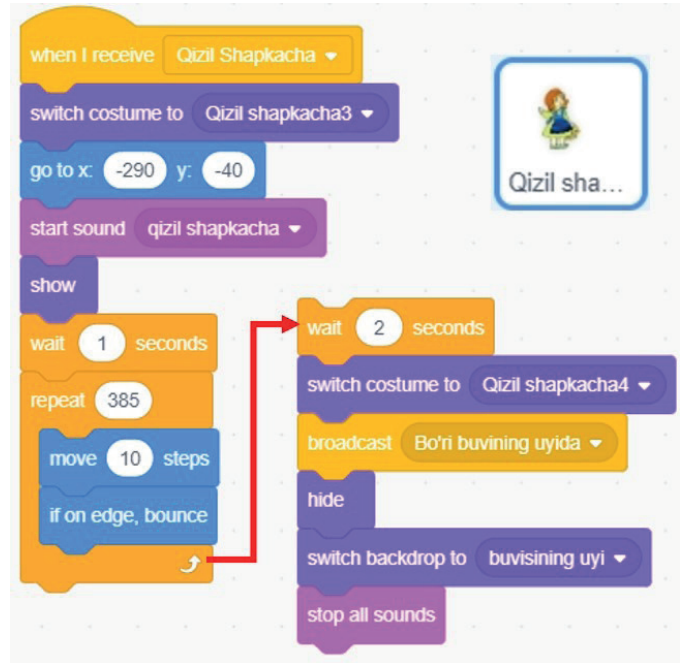 when I receive Qizil Shapkacha
switch costume to Qizil shapkacha3
go to x: -290 y: -40
start sound qizil shapkacha
show
wait 1 seconds
repeat 385
move 10 steps
if on edge, bounce
Qizil sha...
wait 2 seconds
switch costume to Qizil shapkacha4
broadcast Bo'ri buvining uyida
hide
switch backdrop to buvisining uyi
stop all sounds